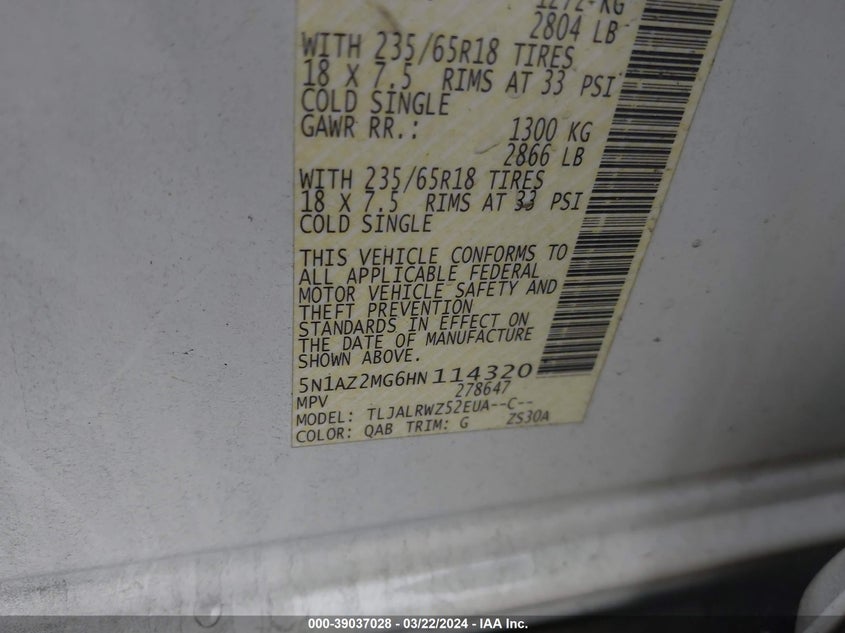 1272 KG
2804 LB
WITH 235/65R18 TIRES
18 X 7.5 RIMS AT 33 PSI
COLD SINGLE
GAWR RR.: 1300 KG
2866 LB
WITH 235/65R18 TIRES
18 X 7.5 RIMS AT 33 PSI
COLD SINGLE
THIS VEHICLE CONFORMS TO
ALL APPLICABLE FEDERAL
MOTOR VEHICLE SAFETY AND
THEFT PREVENTION
STANDARDS IN EFFECT ON
THE DATE OF MANUFACTURE
SHOWN ABOVE.
5N1AZ2MG6HN 114320
MPV 278647
MODEL: TLJALRWZ52EUA--C--
COLOR: QAB TRIM: G ZS30A
000-39037028 - 03/22/2024 - IAA Inc.